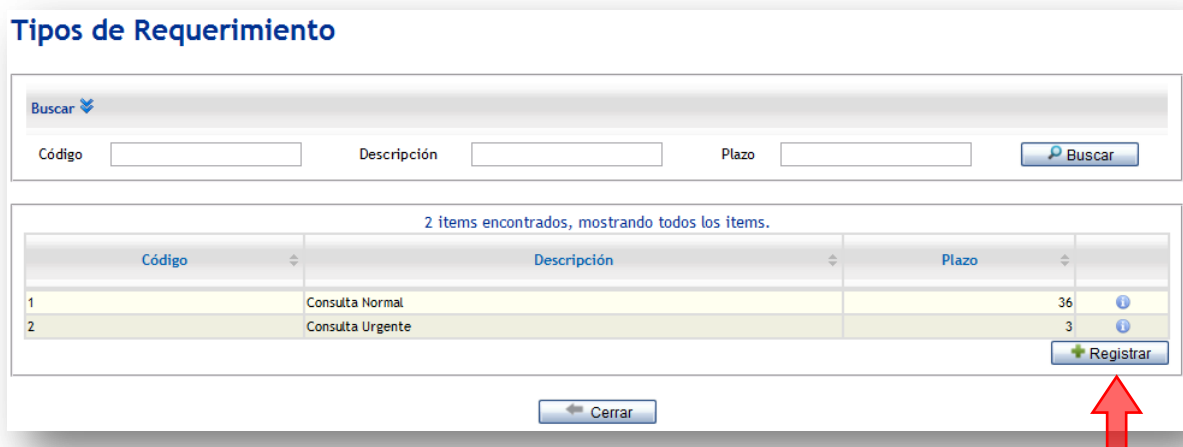 Tipos de Requerimiento
Buscar
Código Descripción Plazo Buscar
2 items encontrados, mostrando todos los items.
Código Descripción Plazo
1 Consulta Normal 36
2 Consulta Urgente 3
Registrar
Cerrar